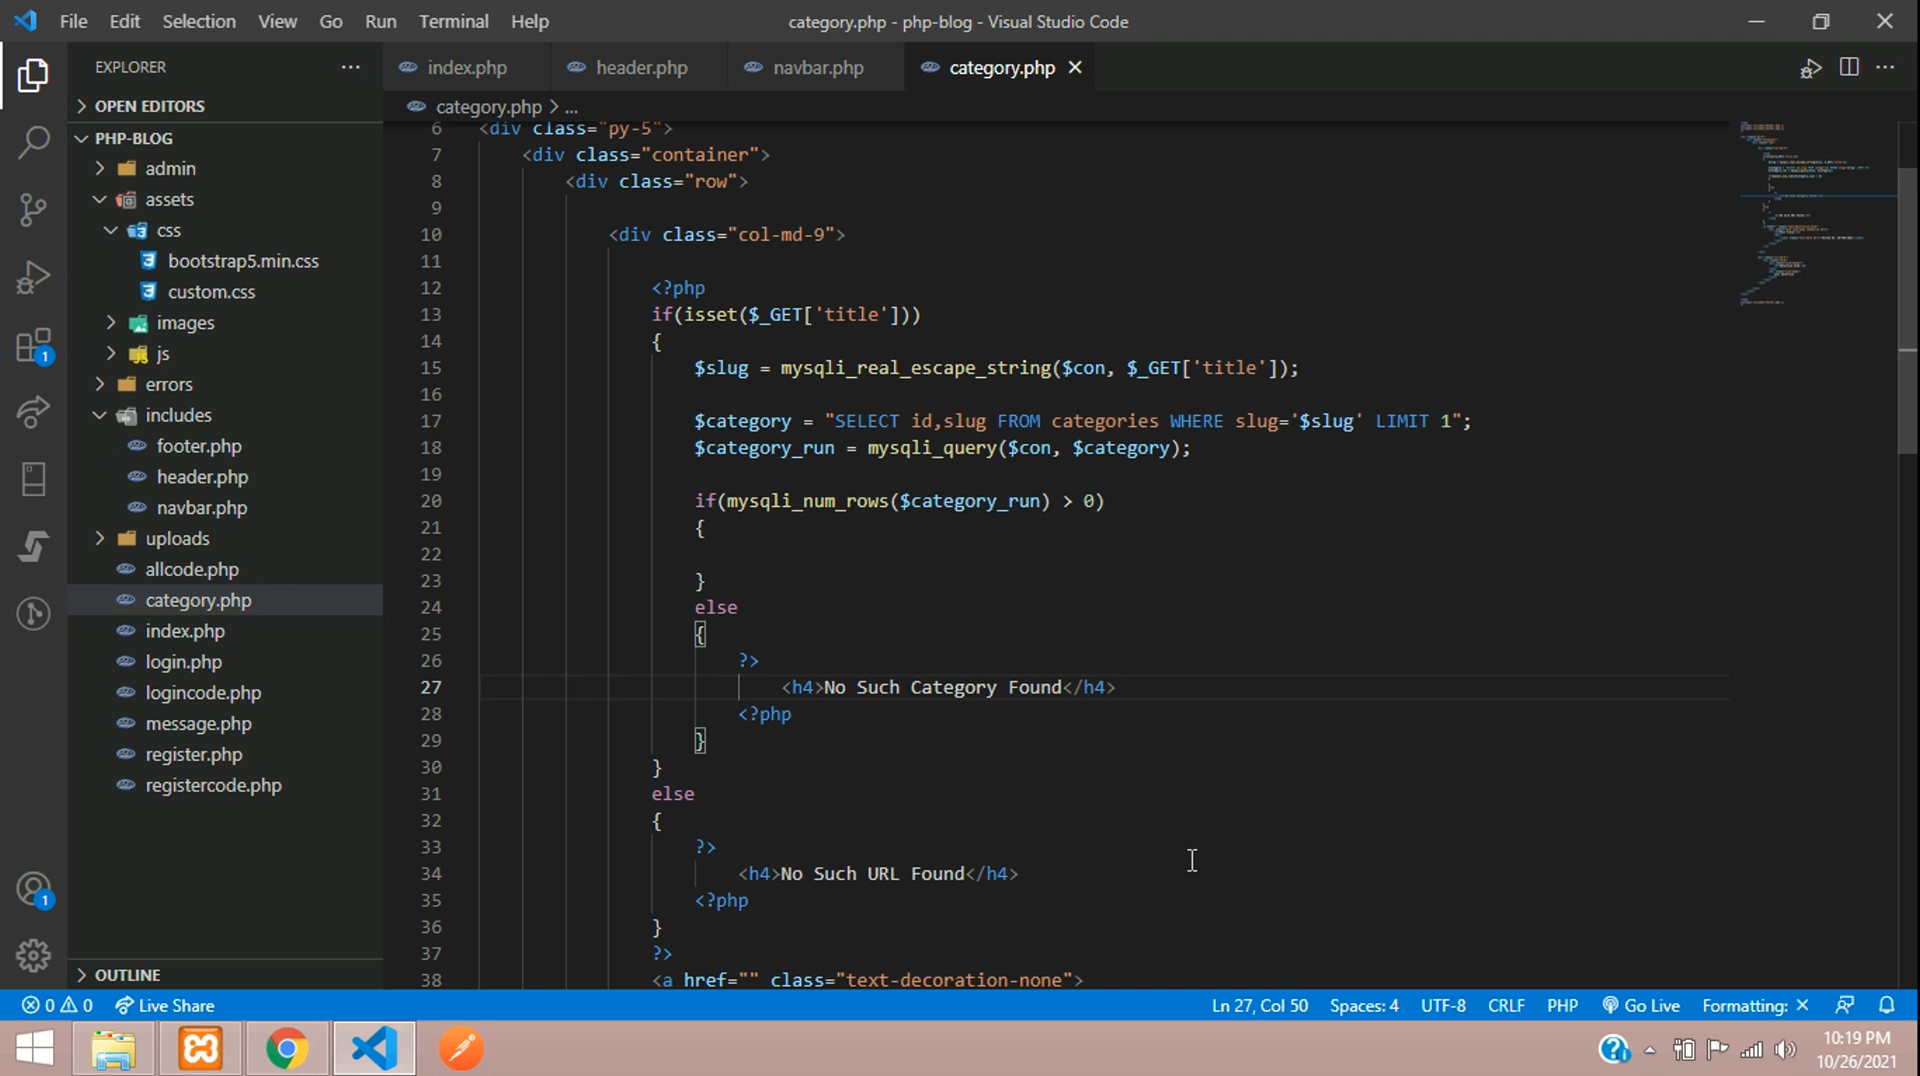 File Edit Selection View Go Run Terminal Help
category.php - php-blog - Visual Studio Code
EXPLORER
OPEN EDITORS
PHP-BLOG
admin
assets
css
bootstrap5.min.css
custom.css
images
js
errors
includes
footer.php
header.php
navbar.php
uploads
allcode.php
category.php
index.php
login.php
logincode.php
message.php
register.php
registercode.php
OUTLINE
index.php header.php navbar.php category.php
category.php > ...
6 <div class="py-5">
7 <div class="container">
8 <div class="row">
9
10 <div class="col-md-9">
11
12 <?php
13 if(isset($_GET['title']))
14 {
15 $slug = mysqli_real_escape_string($con, $_GET['title']);
16
17 $category = "SELECT id,slug FROM categories WHERE slug='$slug' LIMIT 1";
18 $category_run = mysqli_query($con, $category);
19
20 if(mysqli_num_rows($category_run) > 0)
21 {
22
23 }
24 else
25 {
26 ?>
27 <h4>No Such Category Found</h4>
28 <?php
29 }
30 }
31 else
32 {
33 ?>
34 <h4>No Such URL Found</h4>
35 <?php
36 }
37 ?>
38 <a href="" class="text-decoration-none">
1
1
0 0 Live Share
Ln 27, Col 50 Spaces: 4 UTF-8 CRLF PHP Go Live Formatting: ×
10:19 PM
10/26/2021